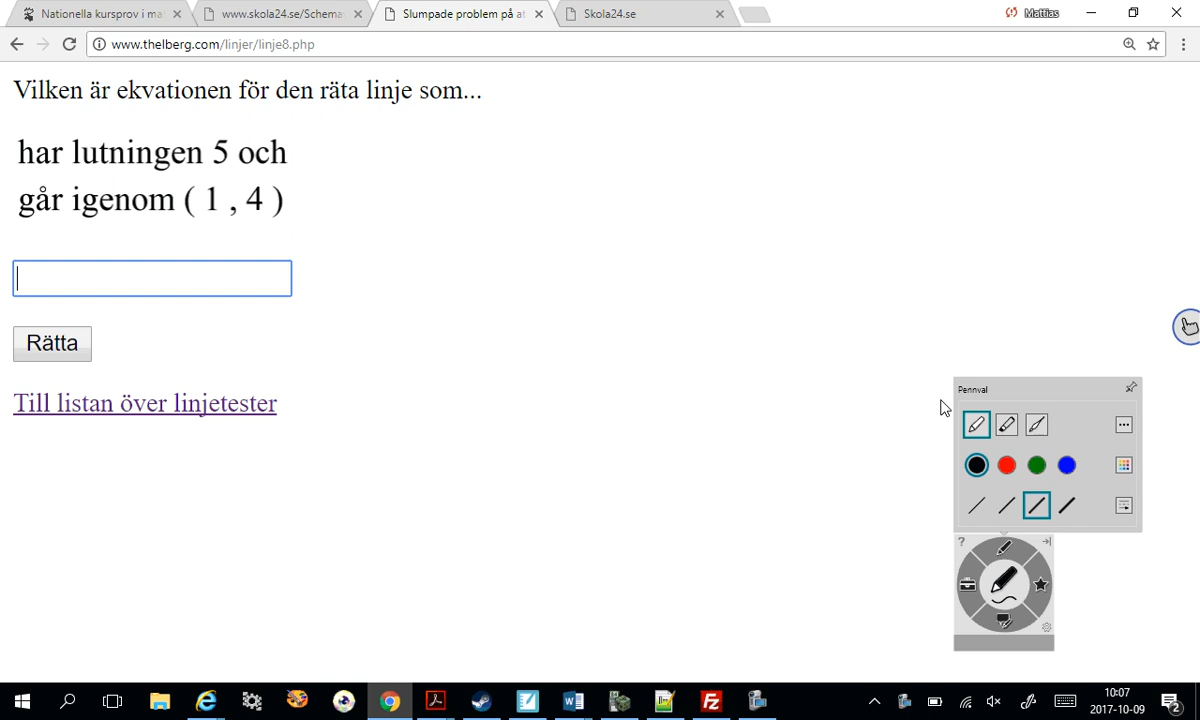 Nationella kursprov i ma
www.skola24.se/Schema
Slumpade problem på at
Skola24.se
Mattias
www.thelberg.com/linjer/linje8.php
Vilken är ekvationen för den räta linje som...
har lutningen 5 och
går igenom ( 1 , 4 )
Rätta
Till listan över linjetester
Pennval
?
10:07
2017-10-09
2